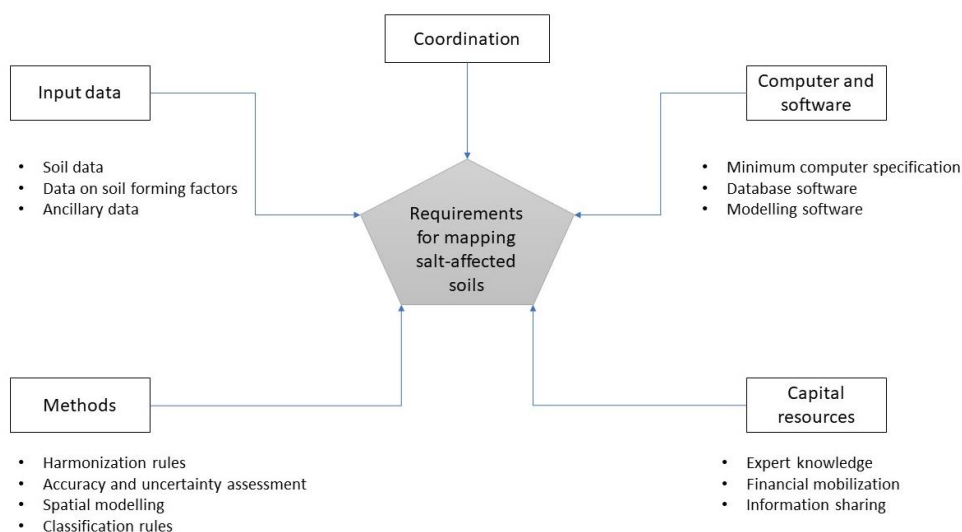 Coordination
Input data
Computer and
software
• Soil data
• Data on soil forming factors
• Ancillary data
• Minimum computer specification
• Database software
• Modelling software
Requirements
for mapping
salt-affected
soils
Methods
Capital
resources
• Harmonization rules
• Accuracy and uncertainty assessment
• Spatial modelling
• Classification rules
• Expert knowledge
• Financial mobilization
• Information sharing